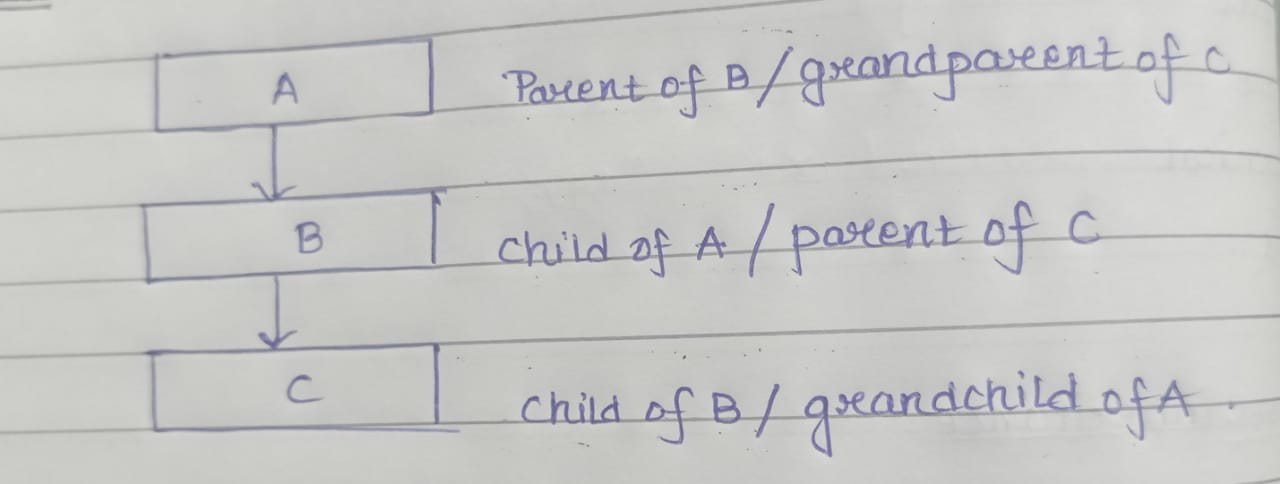 A Parent of B/grandparent of C
B child of A / parent of C
C child of B / grandchild of A.